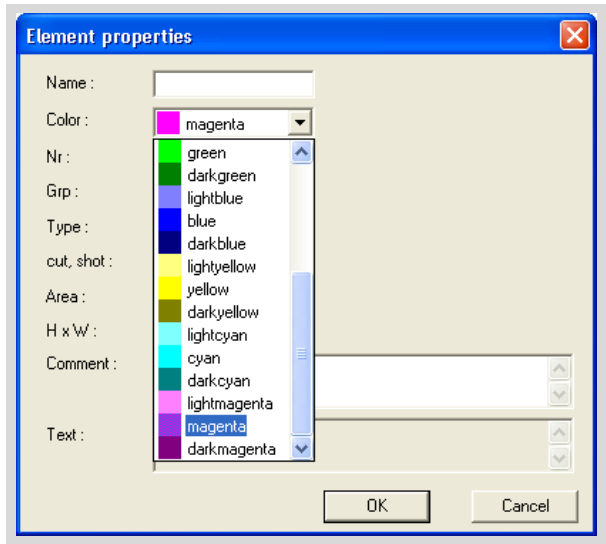 Element properties
Name :
Color :
magenta
Nr :
green
darkgreen
Grp :
lightblue
Type :
blue
darkblue
cut, shot :
lightyellow
Area :
yellow
darkyellow
H x W :
lightcyan
Comment :
cyan
darkcyan
lightmagenta
Text :
magenta
darkmagenta
OK
Cancel